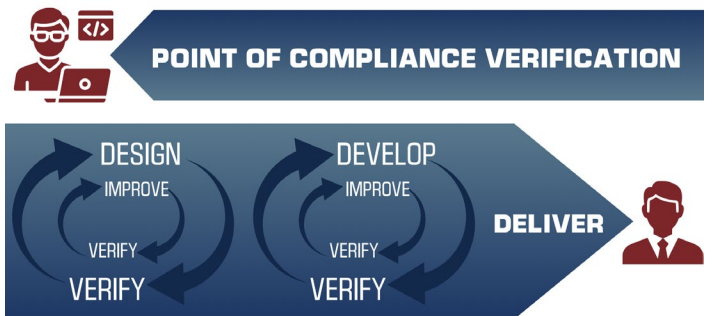 </>
POINT OF COMPLIANCE VERIFICATION
DESIGN
IMPROVE
VERIFY
VERIFY
DEVELOP
IMPROVE
VERIFY
VERIFY
DELIVER